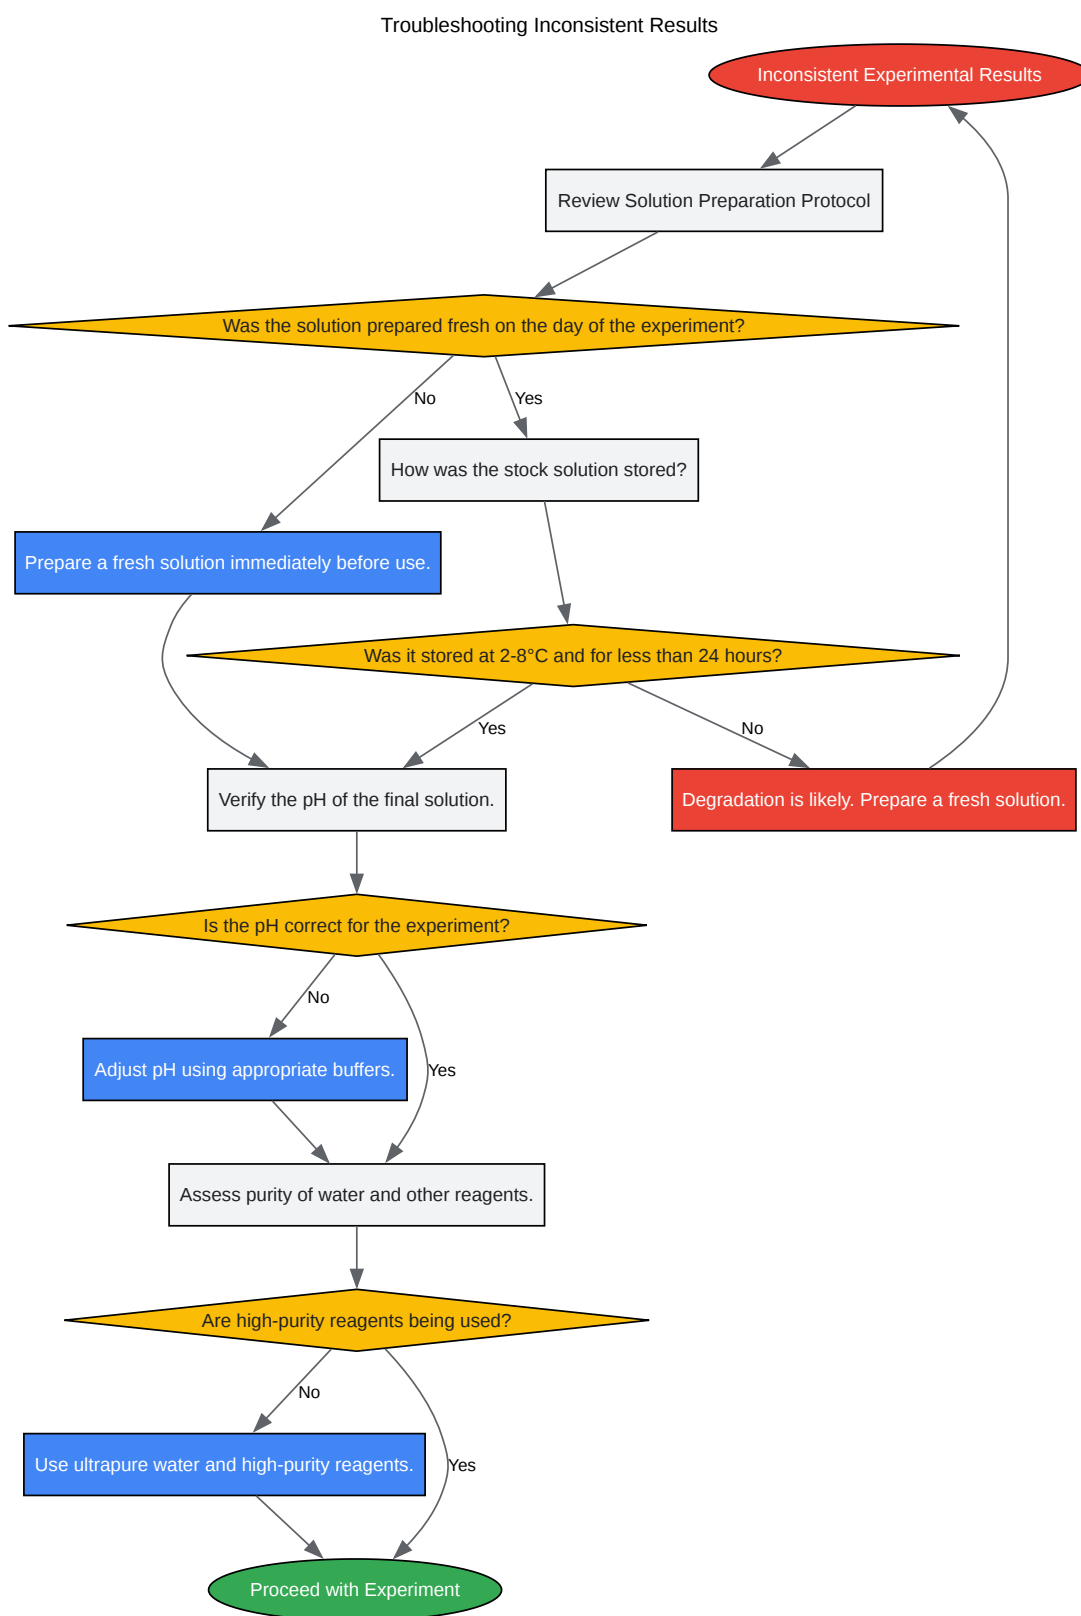 Troubleshooting Inconsistent Results
Inconsistent Experimental Results
Review Solution Preparation Protocol
Was the solution prepared fresh on the day of the experiment?
No
Yes
How was the stock solution stored?
Prepare a fresh solution immediately before use.
Was it stored at 2-8°C and for less than 24 hours?
Yes
No
Verify the pH of the final solution.
Degradation is likely. Prepare a fresh solution.
Is the pH correct for the experiment?
No
Adjust pH using appropriate buffers.
Yes
Assess purity of water and other reagents.
Are high-purity reagents being used?
No
Use ultrapure water and high-purity reagents.
Yes
Proceed with Experiment